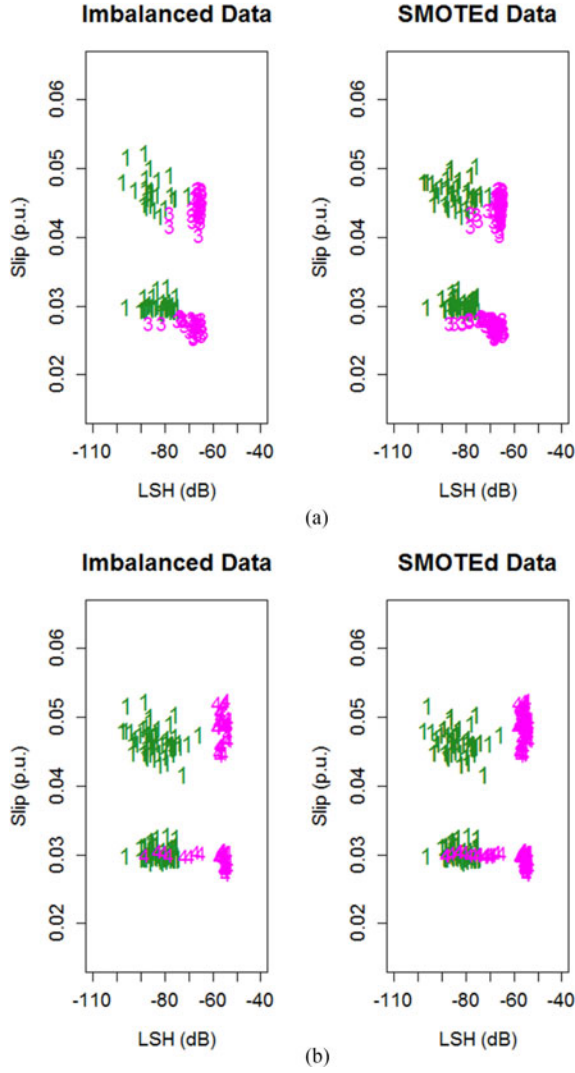 Imbalanced Data
SMOTEd Data
Slip (p.u.)
0.06
0.05
0.04
0.03
0.02
-110
-80
-60
-40
LSH (dB)
Slip (p.u.)
0.06
0.05
0.04
0.03
0.02
-110
-80
-60
-40
LSH (dB)
(a)
Imbalanced Data
SMOTEd Data
Slip (p.u.)
0.06
0.05
0.04
0.03
0.02
-110
-80
-60
-40
LSH (dB)
Slip (p.u.)
0.06
0.05
0.04
0.03
0.02
-110
-80
-60
-40
LSH (dB)
(b)